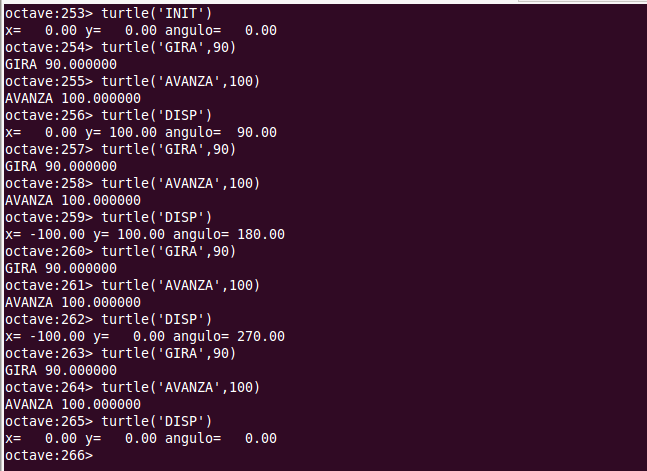 octave:253> turtle('INIT')
x=   0.00 y=   0.00 angulo=   0.00
octave:254> turtle('GIRA',90)
GIRA 90.000000
octave:255> turtle('AVANZA',100)
AVANZA 100.000000
octave:256> turtle('DISP')
x=   0.00 y= 100.00 angulo=  90.00
octave:257> turtle('GIRA',90)
GIRA 90.000000
octave:258> turtle('AVANZA',100)
AVANZA 100.000000
octave:259> turtle('DISP')
x= -100.00 y= 100.00 angulo= 180.00
octave:260> turtle('GIRA',90)
GIRA 90.000000
octave:261> turtle('AVANZA',100)
AVANZA 100.000000
octave:262> turtle('DISP')
x= -100.00 y=   0.00 angulo= 270.00
octave:263> turtle('GIRA',90)
GIRA 90.000000
octave:264> turtle('AVANZA',100)
AVANZA 100.000000
octave:265> turtle('DISP')
x=   0.00 y=   0.00 angulo=   0.00
octave:266>